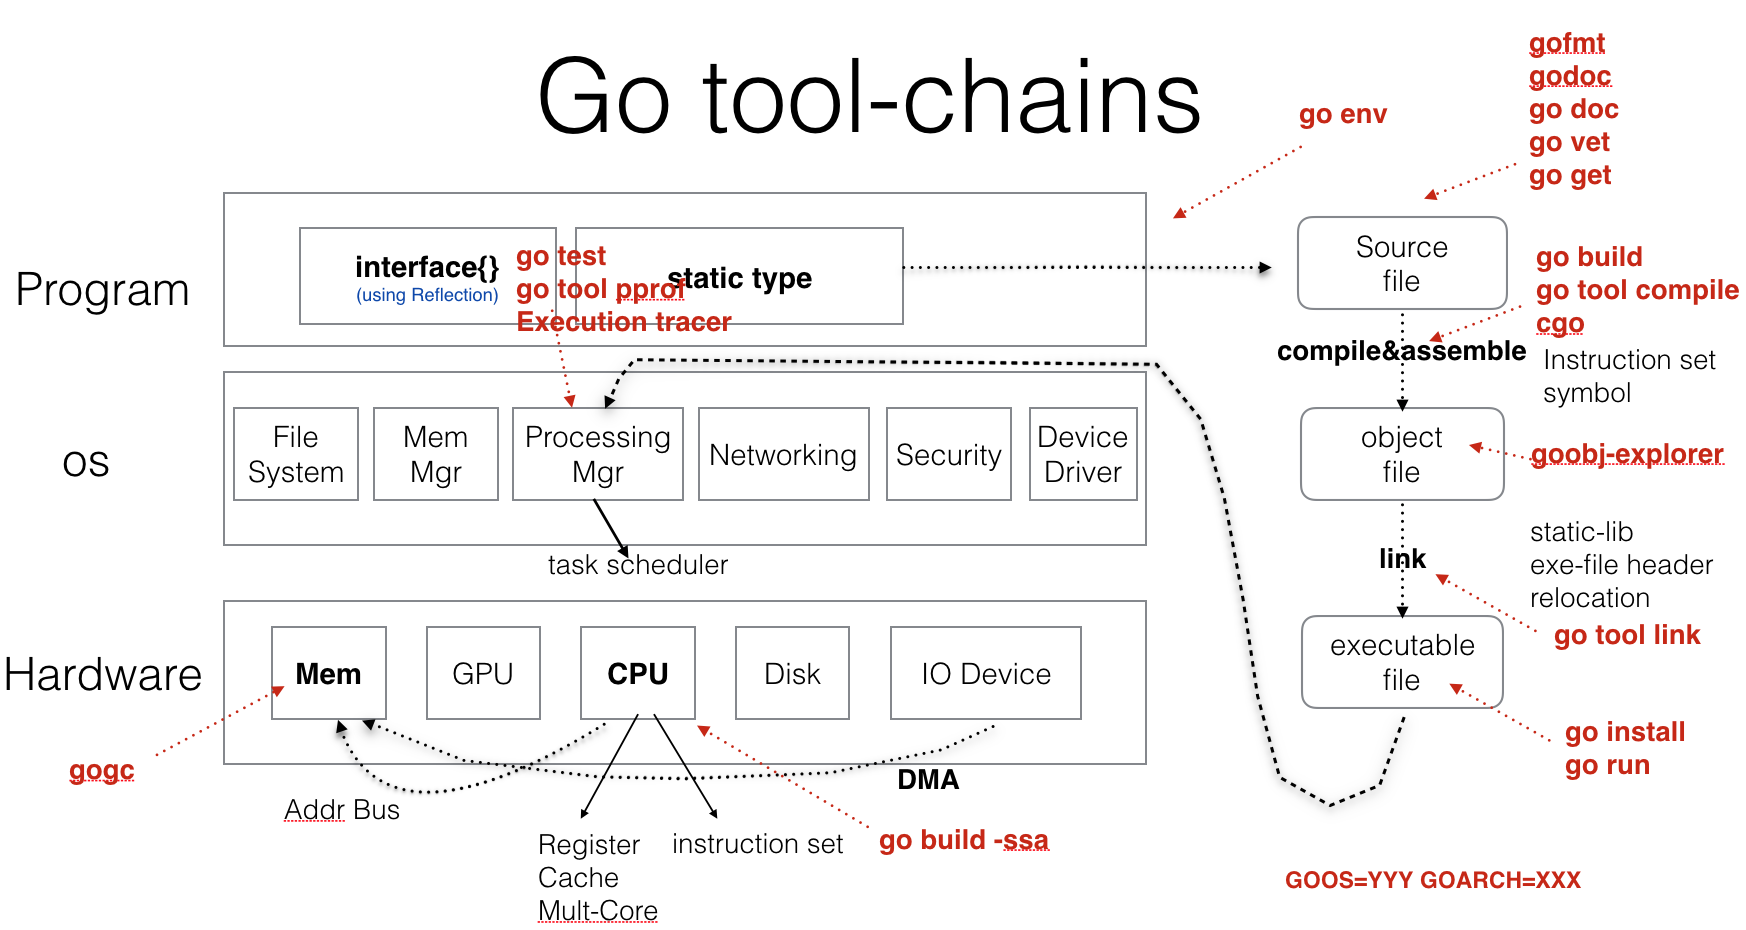 Go tool-chains
go env
gofmt
godoc
go doc
go vet
go get
Program
interface{}
(using Reflection)
static type
go test
go tool pprof
Execution tracer
Source
file
go build
go tool compile
cgo
compile&assemble
Instruction set
symbol
OS
File
System
Mem
Mgr
Processing
Mgr
Networking
Security
Device
Driver
task scheduler
object
file
goobj-explorer
link
static-lib
exe-file header
relocation
go tool link
Hardware
Mem
GPU
CPU
Disk
IO Device
executable
file
go install
go run
gogc
Addr Bus
DMA
Register
Cache
Mult-Core
instruction set
go build -ssa
GOOS=YYY GOARCH=XXX